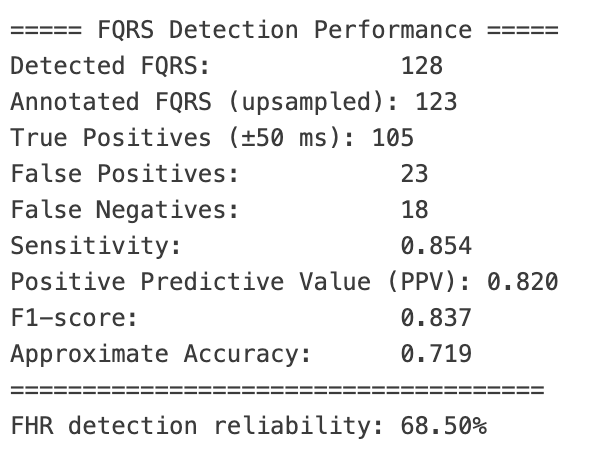 ===== FQRS Detection Performance =====
Detected FQRS: 128
Annotated FQRS (upsampled): 123
True Positives (±50 ms): 105
False Positives: 23
False Negatives: 18
Sensitivity: 0.854
Positive Predictive Value (PPV): 0.820
F1-score: 0.837
Approximate Accuracy: 0.719
=====================================
FHR detection reliability: 68.50%